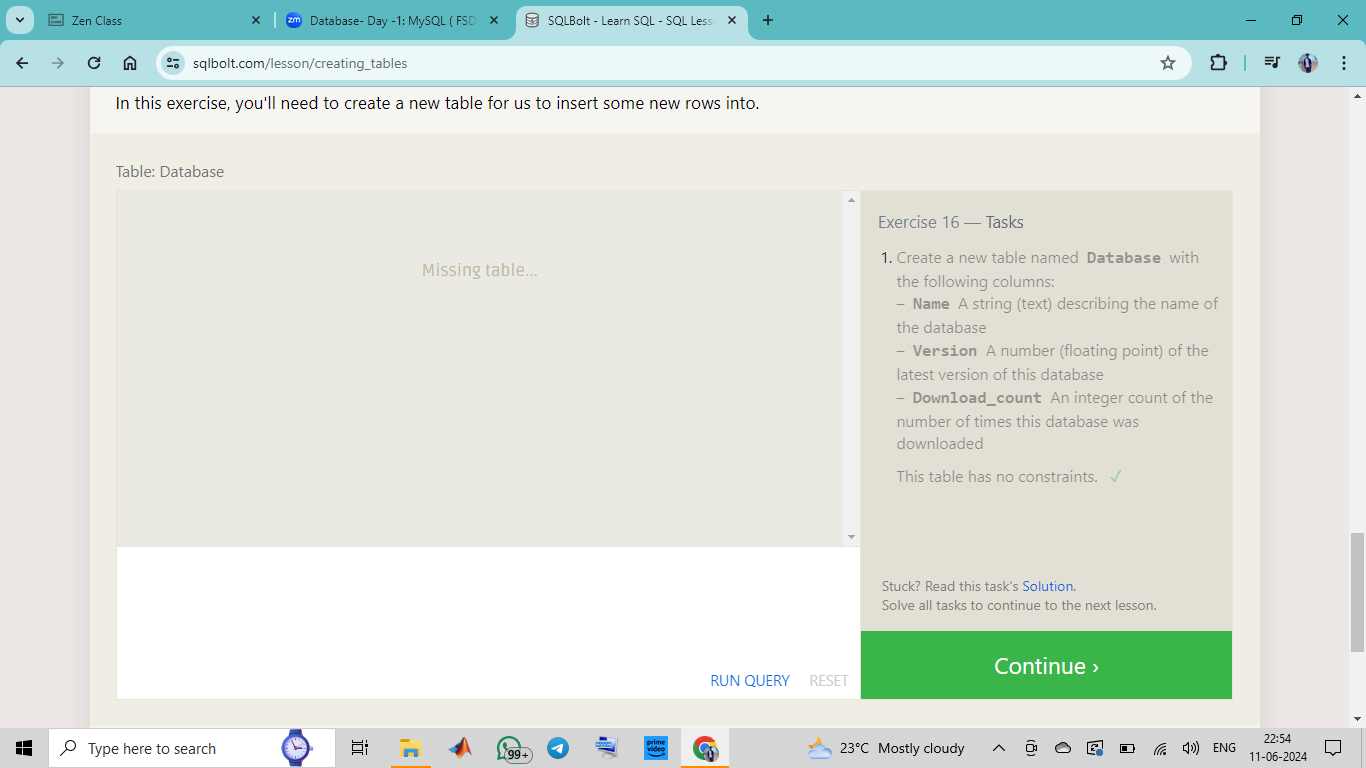 Zen Class
Database- Day -1: MySQL ( FSD
SQLBolt - Learn SQL - SQL Less
sqlbolt.com/lesson/creating_tables
In this exercise, you'll need to create a new table for us to insert some new rows into.
Table: Database
Missing table...
Exercise 16 — Tasks
1. Create a new table named Database with
the following columns:
– Name A string (text) describing the name of
the database
– Version A number (floating point) of the
latest version of this database
– Download_count An integer count of the
number of times this database was
downloaded
This table has no constraints. ✓
Stuck? Read this task's Solution.
Solve all tasks to continue to the next lesson.
RUN QUERY RESET
Continue ›
Type here to search
99+
prime video
23°C Mostly cloudy
ENG
22:54
11-06-2024